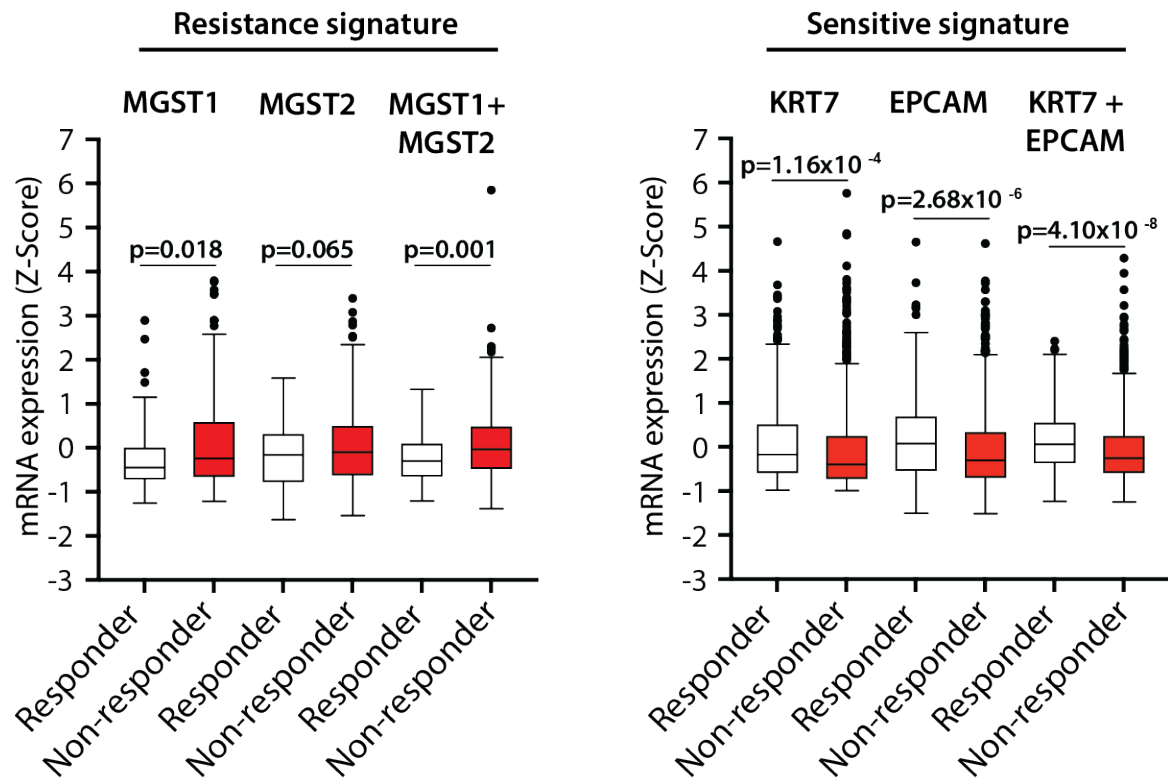 Resistance signature
MGST1
MGST2
MGST1+
MGST2
mRNA expression (Z-Score)
7
6
5
4
3
2
1
0
-1
-2
-3
p=0.018
p=0.065
p=0.001
Responder
Non-responder
Responder
Non-responder
Responder
Non-responder
Sensitive signature
KRT7
EPCAM
KRT7 +
EPCAM
mRNA expression (Z-Score)
7
6
5
4
3
2
1
0
-1
-2
-3
p=1.16x10 -4
p=2.68x10 -6
p=4.10x10 -8
Responder
Non-responder
Responder
Non-responder
Responder
Non-responder